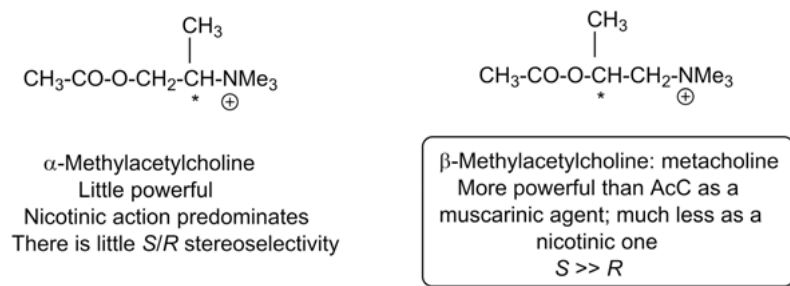 CH₃
CH₃-CO-O-CH₂-CH-NMe₃
* ⊕
α-Methylacetylcholine
Little powerful
Nicotinic action predominates
There is little S/R stereoselectivity
CH₃
CH₃-CO-O-CH-CH₂-NMe₃
* ⊕
β-Methylacetylcholine: metacholine
More powerful than AcC as a
muscarinic agent; much less as a
nicotinic one
S >> R